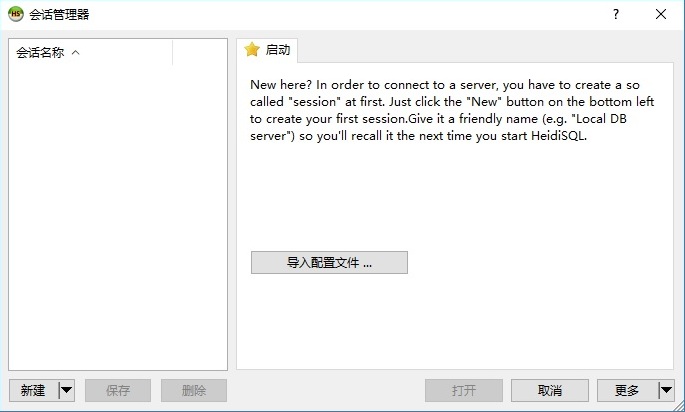 HS 会话管理器
?
会话名称
启动
New here? In order to connect to a server, you have to create a so
called "session" at first. Just click the "New" button on the bottom left
to create your first session.Give it a friendly name (e.g. "Local DB
server") so you'll recall it the next time you start HeidiSQL.
导入配置文件 ...
新建 保存 删除 打开 取消 更多